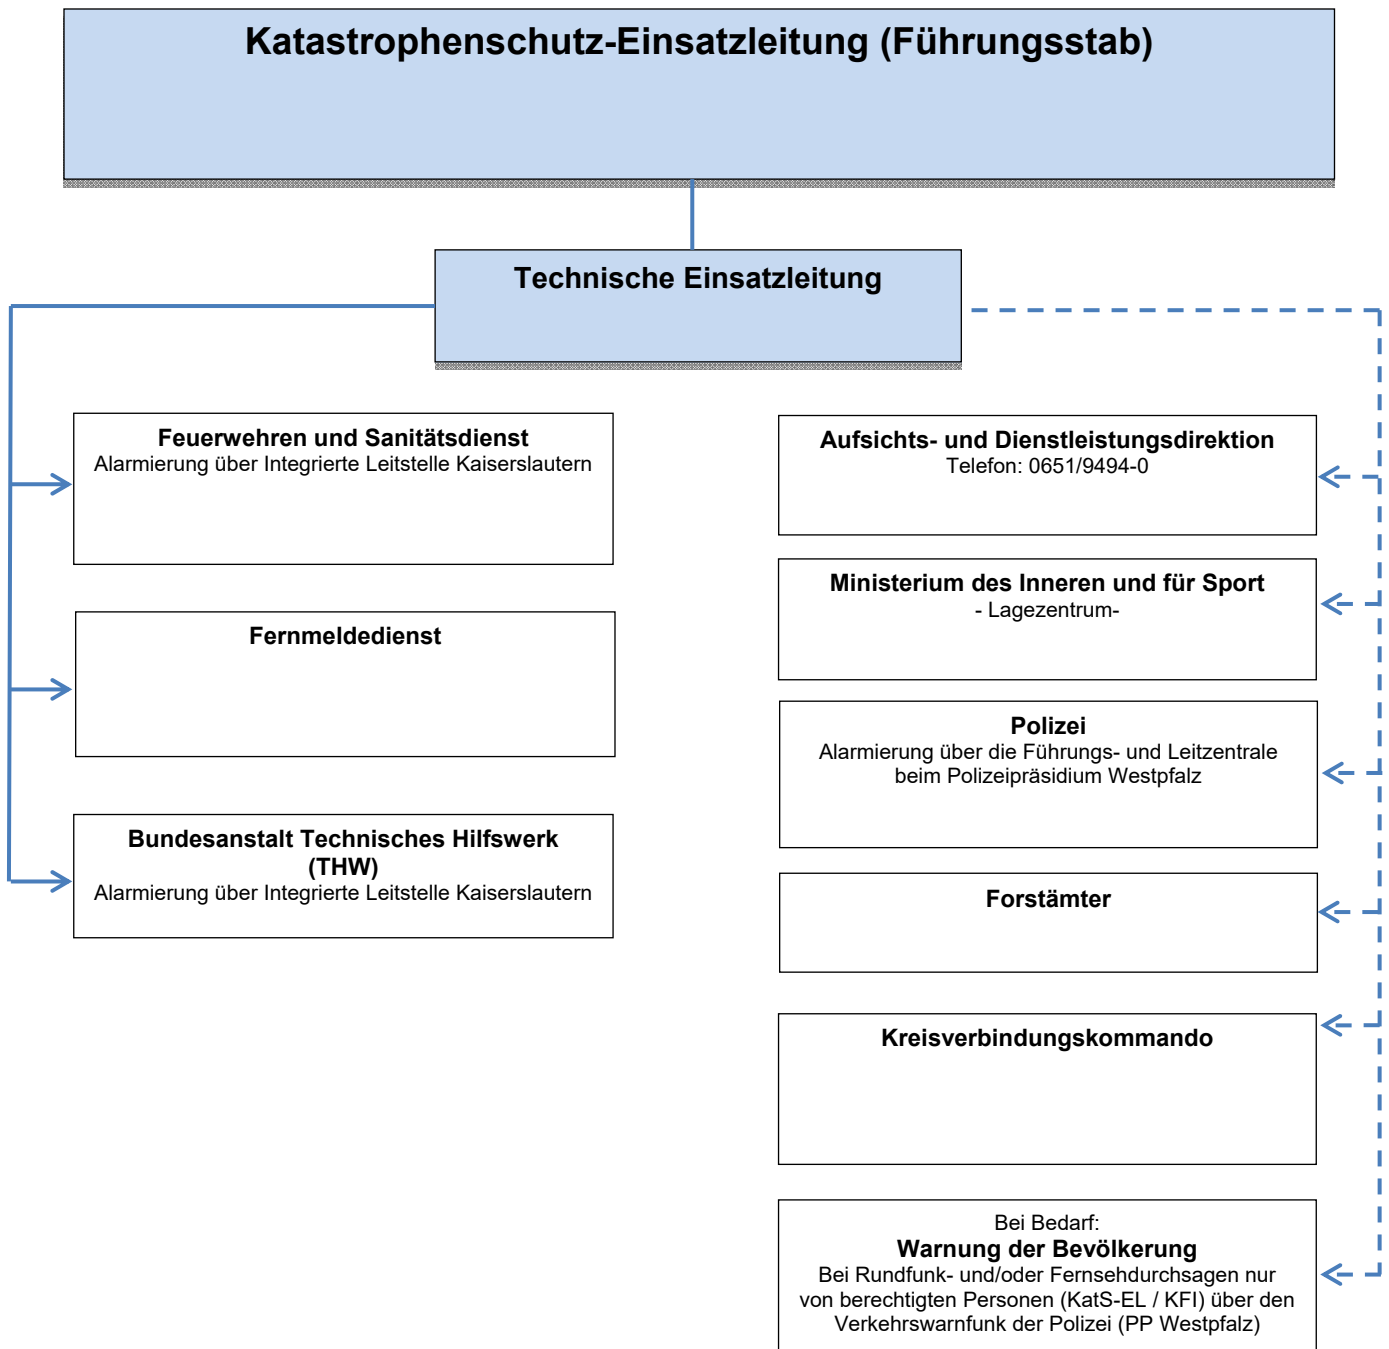 Katastrophenschutz-Einsatzleitung (Führungsstab)
Technische Einsatzleitung
Feuerwehren und Sanitätsdienst
Alarmierung über Integrierte Leitstelle Kaiserslautern
Fernmeldedienst
Bundesanstalt Technisches Hilfswerk
(THW)
Alarmierung über Integrierte Leitstelle Kaiserslautern
Aufsichts- und Dienstleistungsdirektion
Telefon: 0651/9494-0
Ministerium des Inneren und für Sport
- Lagezentrum-
Polizei
Alarmierung über die Führungs- und Leitzentrale
beim Polizeipräsidium Westpfalz
Forstämter
Kreisverbindungskommando
Bei Bedarf:
Warnung der Bevölkerung
Bei Rundfunk- und/oder Fernsehdurchsagen nur
von berechtigten Personen (KatS-EL / KFI) über den
Verkehrswarnfunk der Polizei (PP Westpfalz)